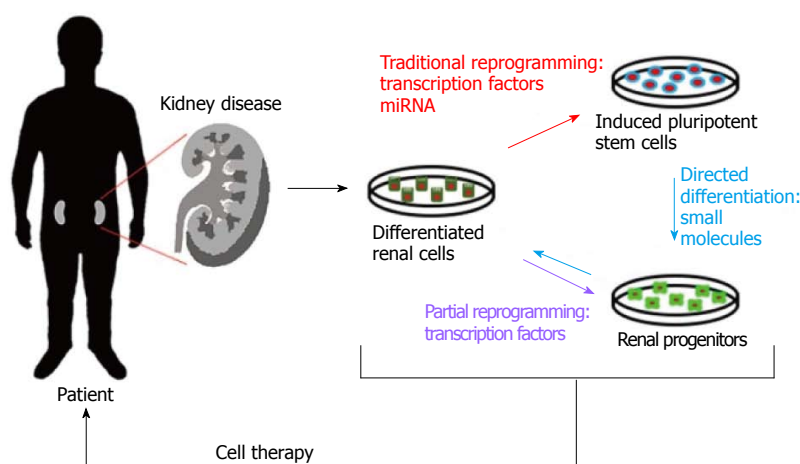 Traditional reprogramming:
transcription factors
miRNA
Kidney disease
Induced pluripotent
stem cells
Directed
differentiation:
small
molecules
Differentiated
renal cells
Partial reprogramming:
transcription factors
Renal progenitors
Patient
Cell therapy